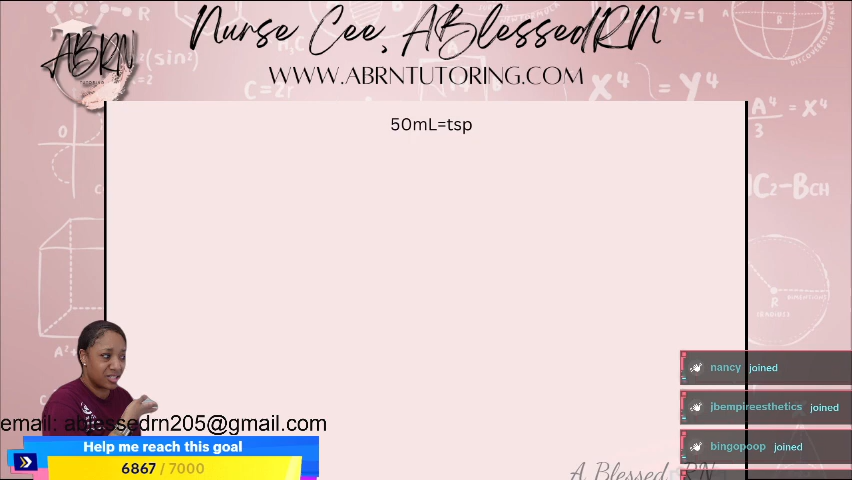 Nurse Cee, ABlessedRN
ABRN
TUTORING
WWW.ABRNTUTORING.COM
50mL=tsp
nancy joined
jbempireesthetics joined
bingopoop joined
email: ablessedrn205@gmail.com
Help me reach this goal
6867 / 7000
A Blessed RN